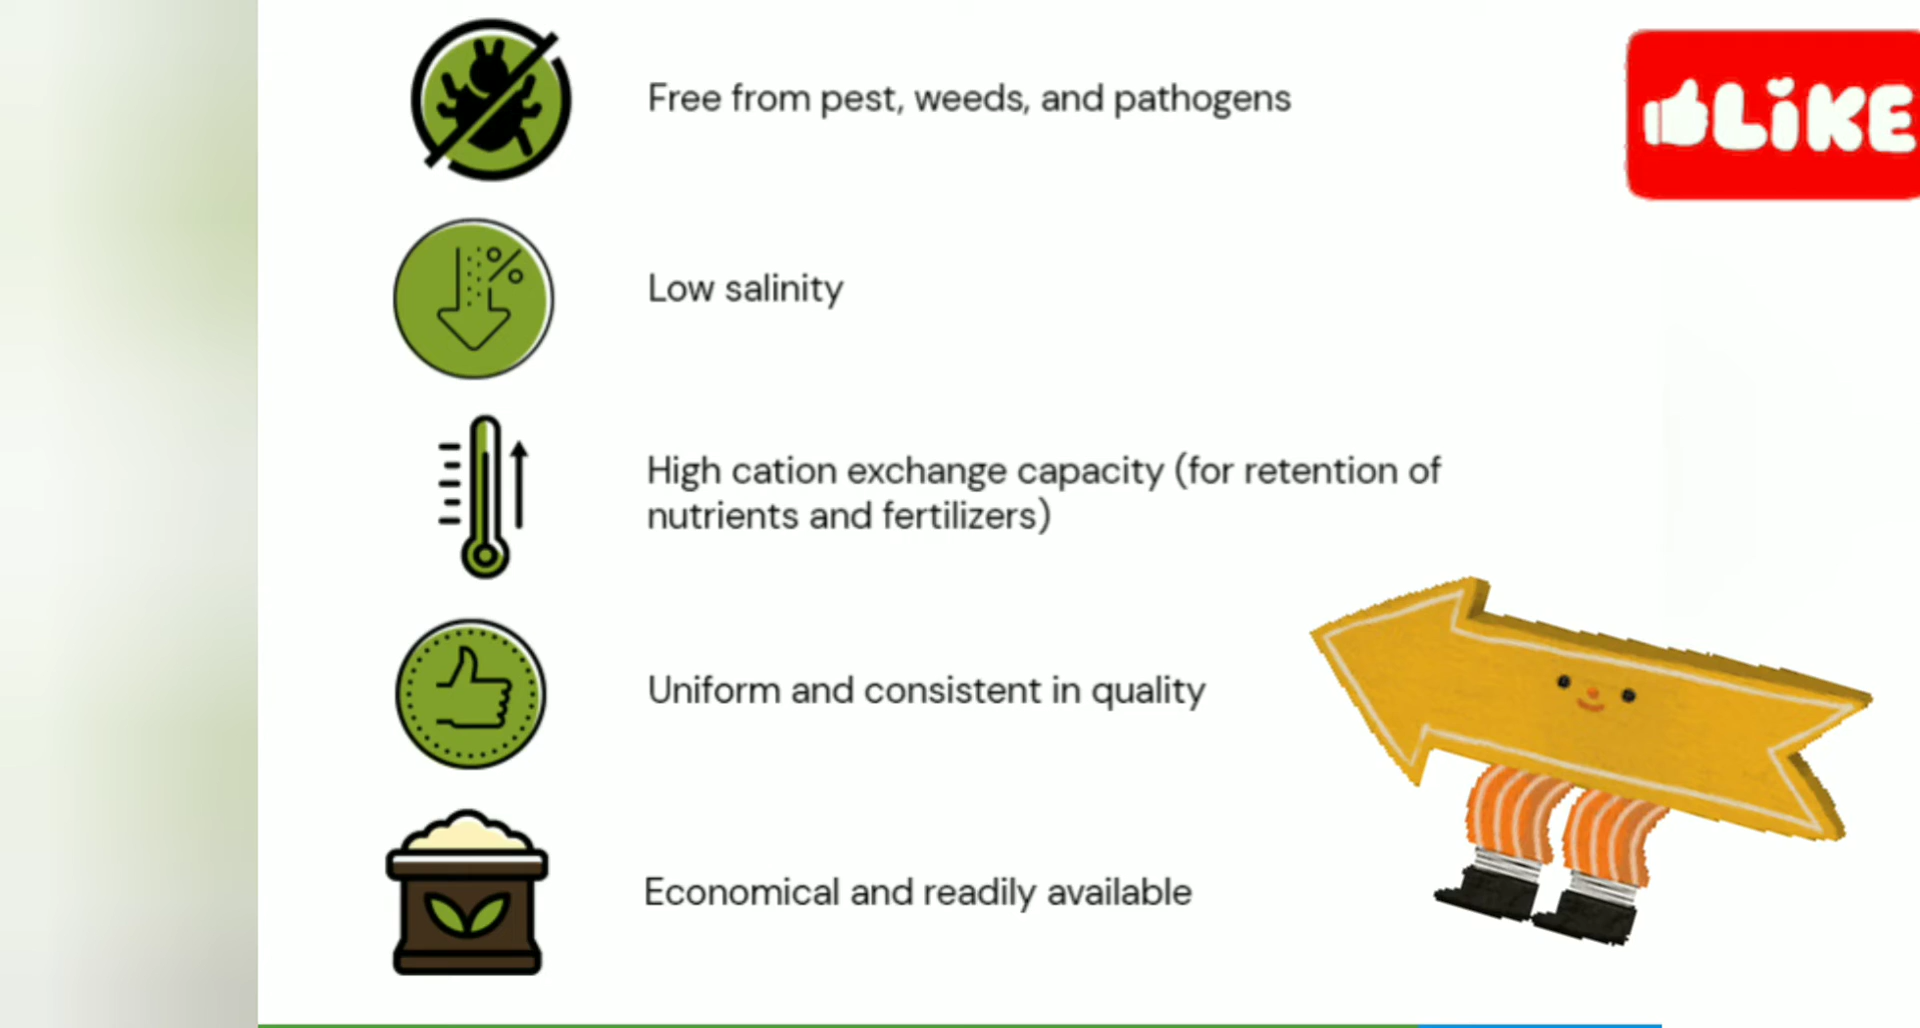 Free from pest, weeds, and pathogens
LiKE
Low salinity
High cation exchange capacity (for retention of
nutrients and fertilizers)
Uniform and consistent in quality
Economical and readily available